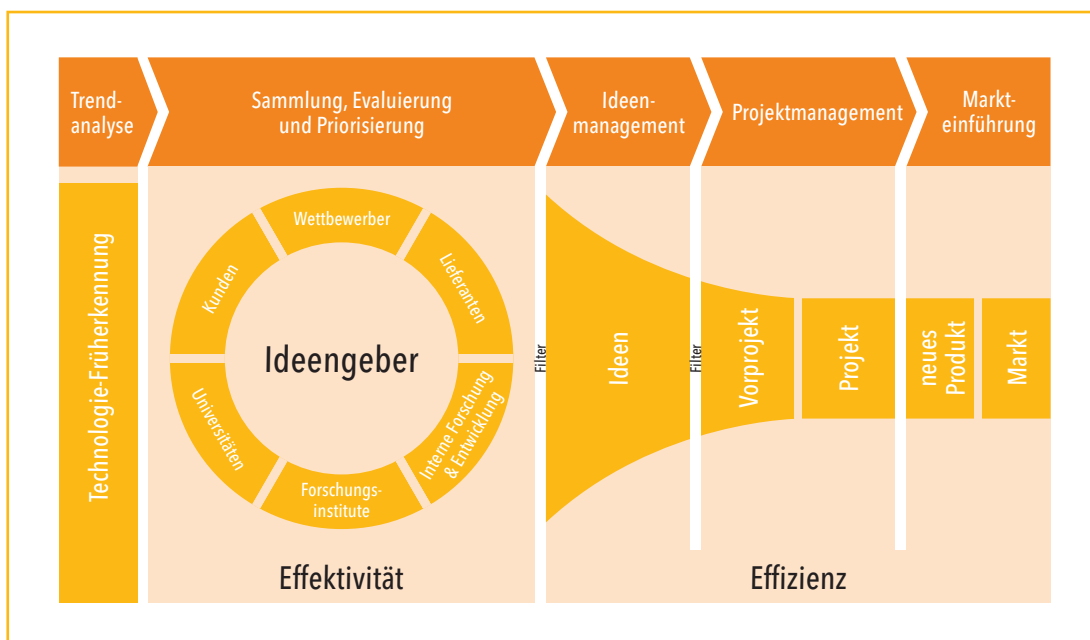 Trend-
analyse
Sammlung, Evaluierung
und Priorisierung
Ideen-
management
Projektmanagement
Markt-
einführung
Technologie-Früherkennung
Wettbewerber
Kunden
Lieferanten
Ideengeber
Universitäten
Interne Forschung
& Entwicklung
Forschungs-
institute
Effektivität
Filter
Ideen
Filter
Vorprojekt
Projekt
neues
Produkt
Markt
Effizienz